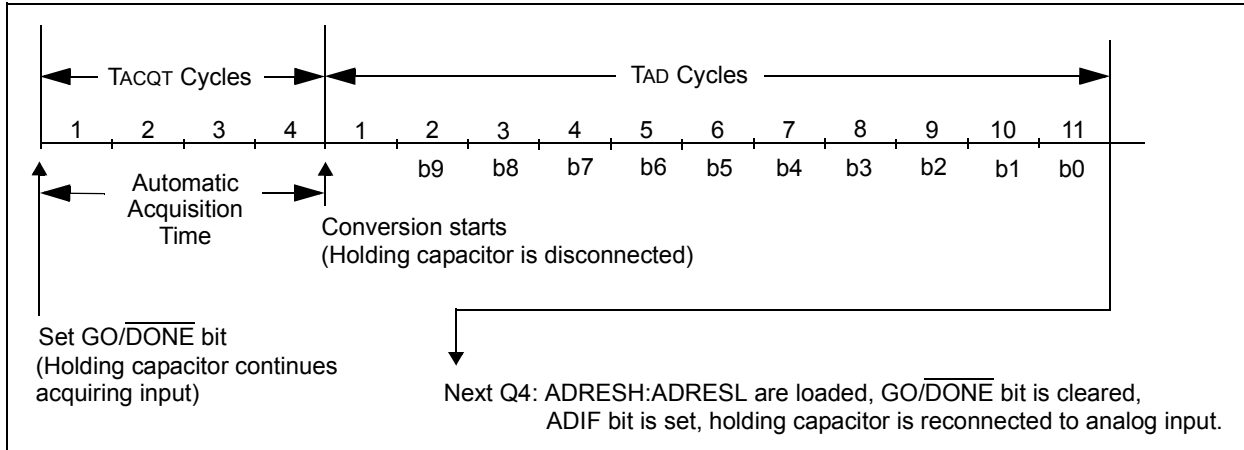 TACQT Cycles
TAD Cycles
1 2 3 4 1 2 3 4 5 6 7 8 9 10 11
b9 b8 b7 b6 b5 b4 b3 b2 b1 b0
Automatic
Acquisition
Time
Conversion starts
(Holding capacitor is disconnected)
Set GO/DONE bit
(Holding capacitor continues
acquiring input)
Next Q4: ADRESH:ADRESL are loaded, GO/DONE bit is cleared,
ADIF bit is set, holding capacitor is reconnected to analog input.